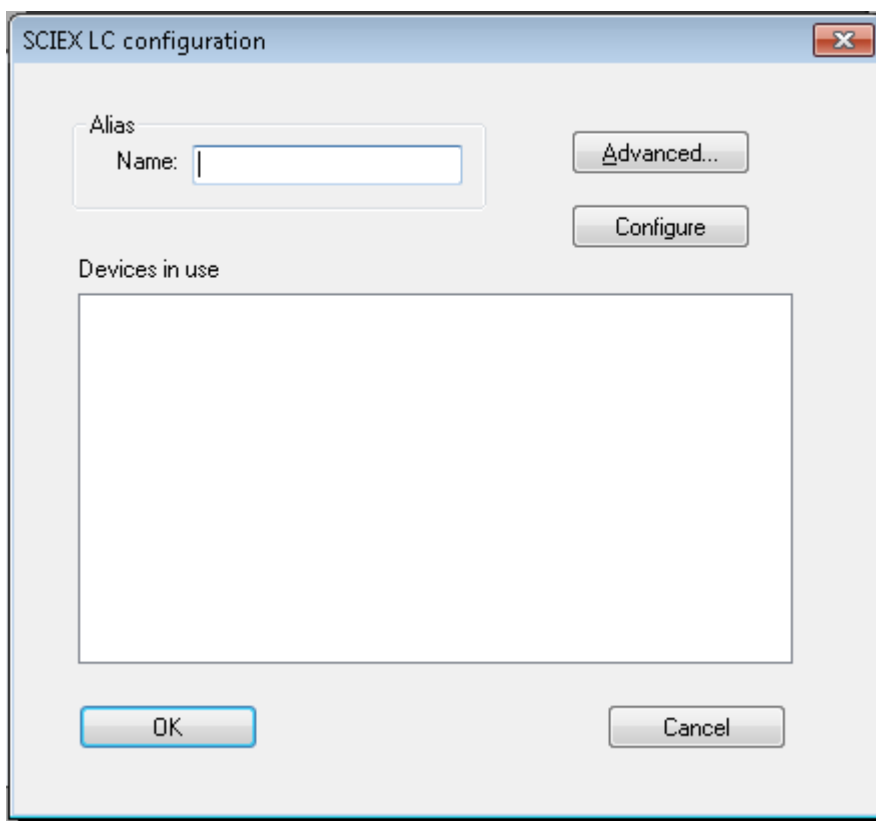 SCIEX LC configuration
Alias
Name:
Advanced...
Configure
Devices in use
OK
Cancel